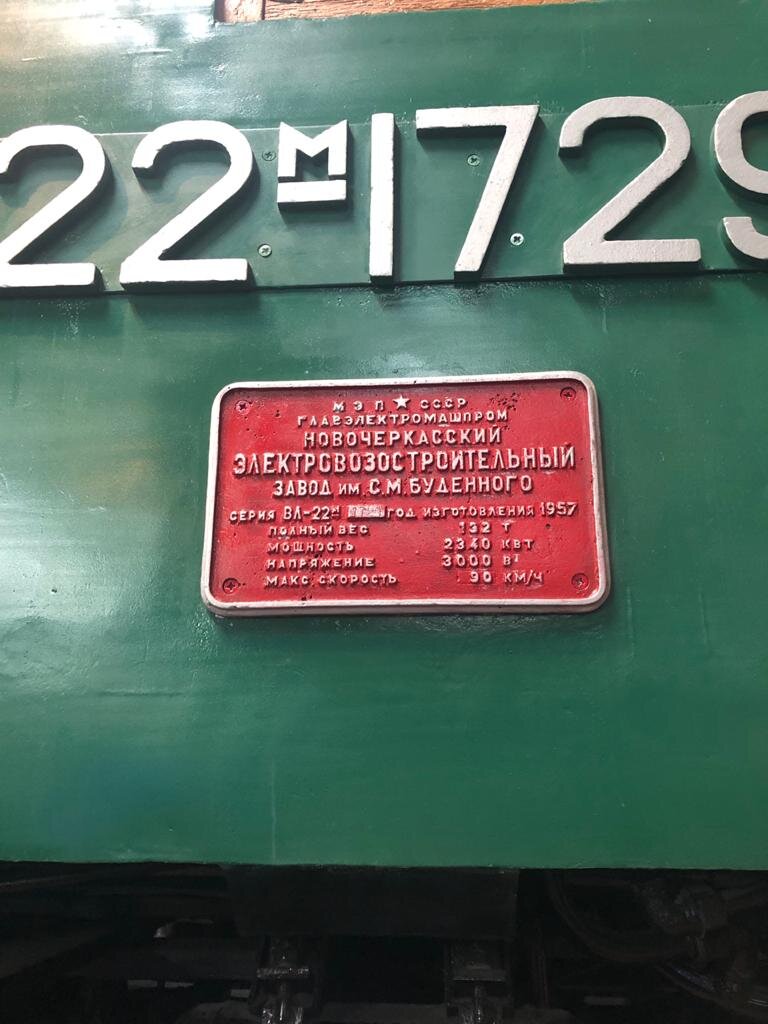 22М1729
МЭП ★ СССР
ГЛАВЭЛЕКТРОМАШПРОМ
НОВОЧЕРКАССКИЙ
ЭЛЕКТРОВОЗОСТРОИТЕЛЬНЫЙ
ЗАВОД ИМ. С.М. БУДЕННОГО
СЕРИЯ ВЛ-22М ГОД ИЗГОТОВЛЕНИЯ 1957
ПОЛНЫЙ ВЕС 132 Т
МОЩНОСТЬ 2340 КВТ
НАПРЯЖЕНИЕ 3000 ВТ
МАКС. СКОРОСТЬ 90 КМ/Ч